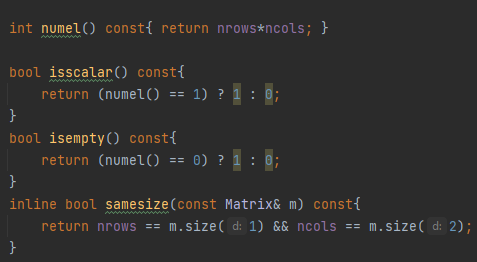 int numel() const{ return nrows*ncols; }
bool isscalar() const{
return (numel() == 1) ? 1 : 0;
}
bool isempty() const{
return (numel() == 0) ? 1 : 0;
}
inline bool samesize(const Matrix& m) const{
return nrows == m.size( d: 1) && ncols == m.size( d: 2);
}